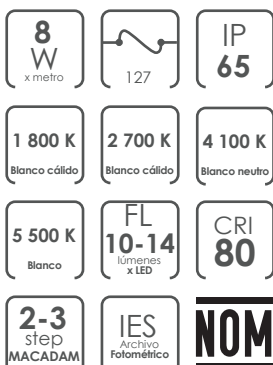 8
W
x metro
127
IP
65
1 800 K
Blanco cálido
2 700 K
Blanco cálido
4 100 K
Blanco neutro
5 500 K
Blanco
FL
10-14
lúmenes
x LED
CRI
80
2-3
step
MACADAM
IES
Archivo
Fotométrico
NOM